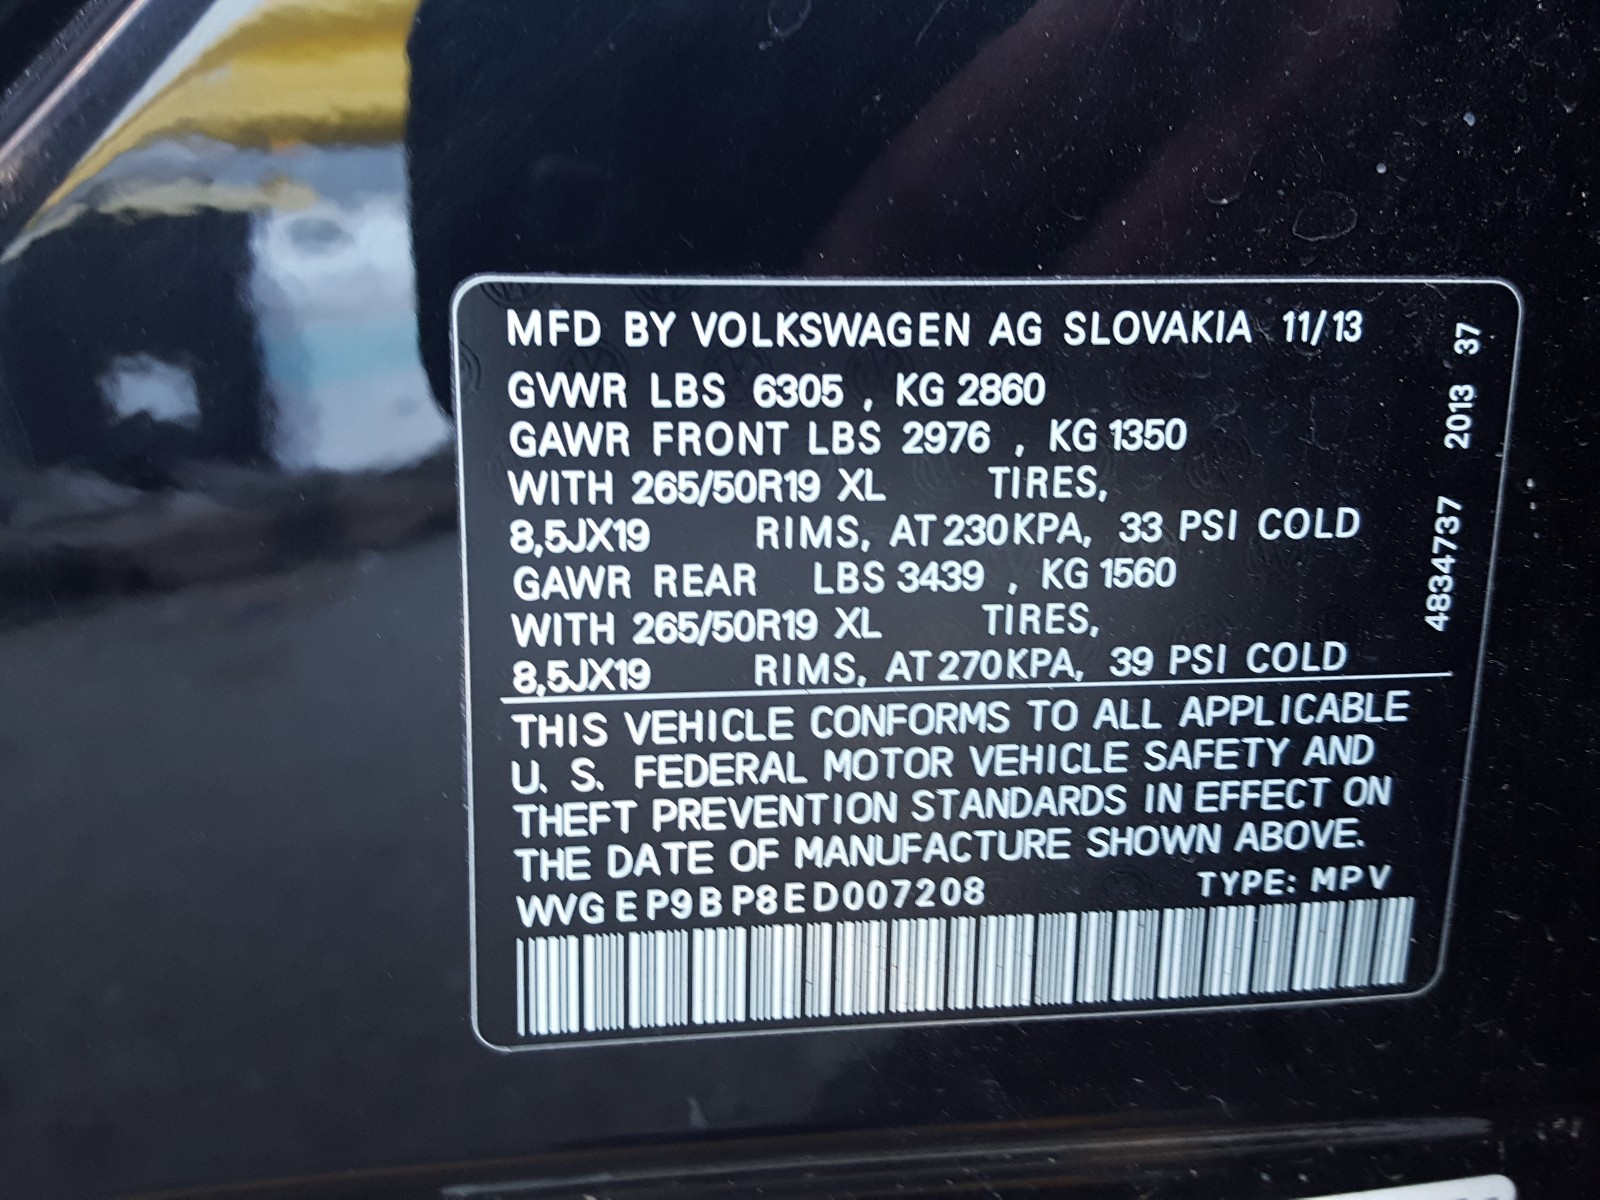 MFD BY VOLKSWAGEN AG SLOVAKIA 11/13
GVWR LBS 6305 , KG 2860
GAWR FRONT LBS 2976 , KG 1350
WITH 265/50R19 XL TIRES,
8,5JX19 RIMS, AT 230KPA, 33 PSI COLD
GAWR REAR LBS 3439 , KG 1560
WITH 265/50R19 XL TIRES,
8,5JX19 RIMS, AT 270KPA, 39 PSI COLD
THIS VEHICLE CONFORMS TO ALL APPLICABLE
U. S. FEDERAL MOTOR VEHICLE SAFETY AND
THEFT PREVENTION STANDARDS IN EFFECT ON
THE DATE OF MANUFACTURE SHOWN ABOVE.
WVGEP9BP8ED007208 TYPE: MPV
4834737 2013 37